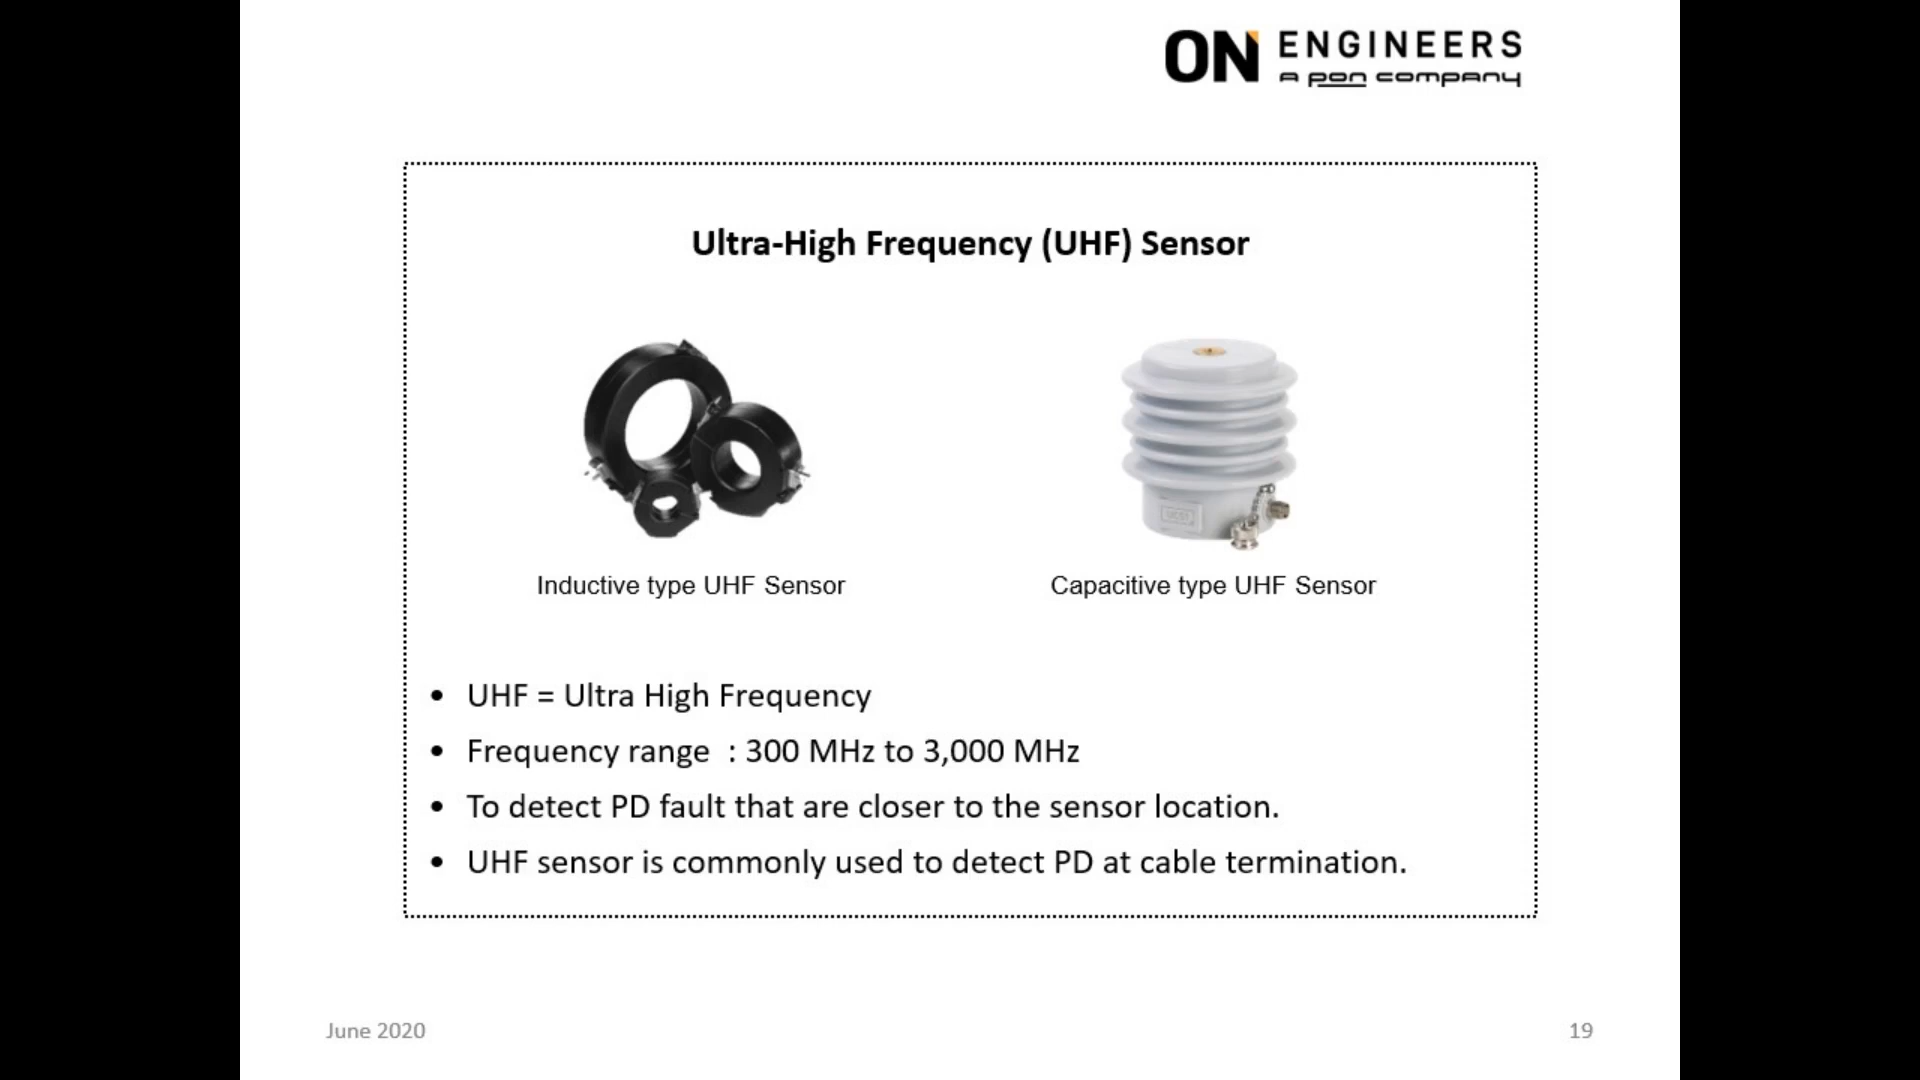 ON ENGINEERS
a pon company
Ultra-High Frequency (UHF) Sensor
Inductive type UHF Sensor
Capacitive type UHF Sensor
• UHF = Ultra High Frequency
• Frequency range : 300 MHz to 3,000 MHz
• To detect PD fault that are closer to the sensor location.
• UHF sensor is commonly used to detect PD at cable termination.
June 2020
19